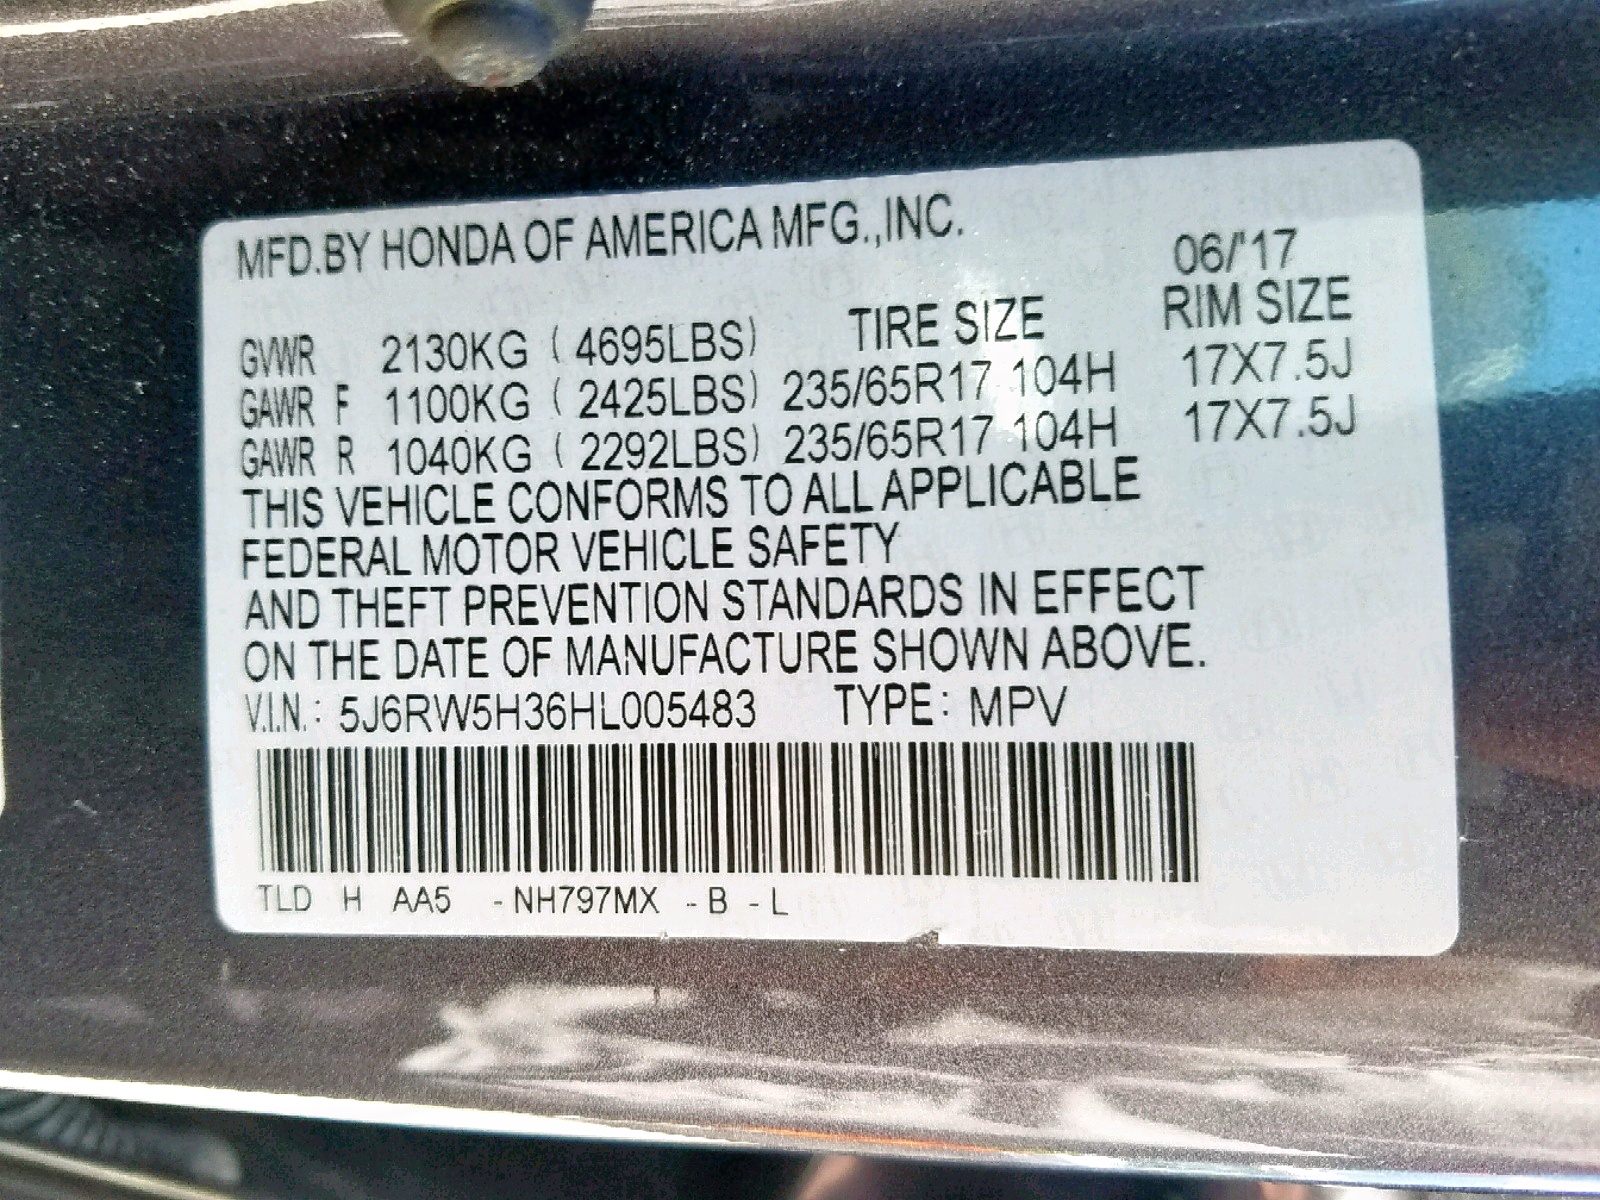 MFD.BY HONDA OF AMERICA MFG.,INC.
06/'17
GVWR 2130KG ( 4695LBS) TIRE SIZE RIM SIZE
GAWR F 1100KG ( 2425LBS) 235/65R17 104H 17X7.5J
GAWR R 1040KG ( 2292LBS) 235/65R17 104H 17X7.5J
THIS VEHICLE CONFORMS TO ALL APPLICABLE
FEDERAL MOTOR VEHICLE SAFETY
AND THEFT PREVENTION STANDARDS IN EFFECT
ON THE DATE OF MANUFACTURE SHOWN ABOVE.
V.I.N.: 5J6RW5H36HL005483 TYPE: MPV
TLD H AA5 -NH797MX -B -L